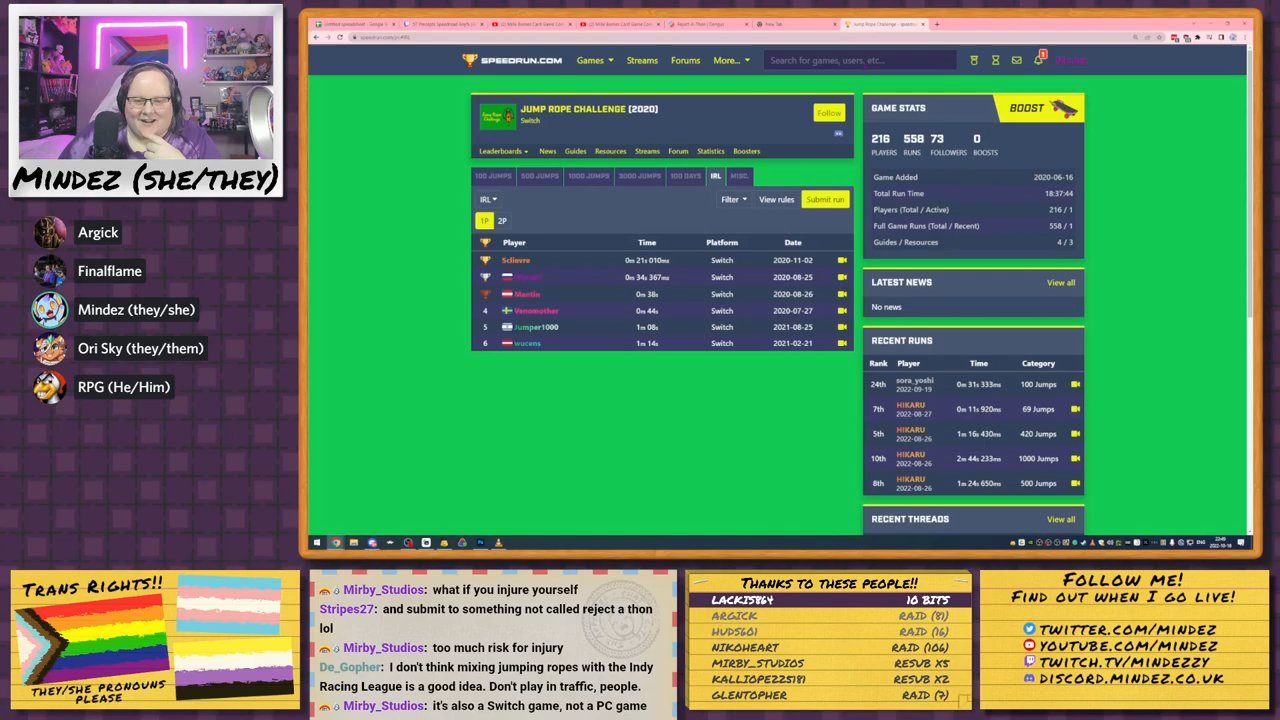 SPEEDRUN.COM
Games
Streams
Forums
More...
Search for games, users, etc...
1
Mindez
speedrun.com/jrc#IRL
JUMP ROPE CHALLENGE (2020)
Switch
Follow
Leaderboards
News
Guides
Resources
Streams
Forum
Statistics
Boosters
100 JUMPS
500 JUMPS
1000 JUMPS
3000 JUMPS
100 DAYS
IRL
MISC.
IRL
Filter
View rules
Submit run
1P
2P
Player Time Platform Date
Sclievre 0m 21s 010ms Switch 2020-11-02
0m 34s 367ms Switch 2020-08-25
Mantin 0m 38s Switch 2020-08-26
4 Venomother 0m 44s Switch 2020-07-27
5 Jumper1000 1m 08s Switch 2021-08-25
6 wucens 1m 14s Switch 2021-02-21
GAME STATS
BOOST
216 558 73 0
PLAYERS RUNS FOLLOWERS BOOSTS
Game Added 2020-06-16
Total Run Time 18:37:44
Players (Total / Active) 216 / 1
Full Game Runs (Total / Recent) 558 / 1
Guides / Resources 4 / 3
LATEST NEWS View all
No news
RECENT RUNS
Rank Player Time Category
24th sora_yoshi 0m 31s 333ms 100 Jumps
2022-09-19
7th HIKARU 0m 11s 920ms 69 Jumps
2022-08-27
5th HIKARU 1m 16s 430ms 420 Jumps
2022-08-26
10th HIKARU 2m 44s 233ms 1000 Jumps
2022-08-26
8th HIKARU 1m 24s 650ms 500 Jumps
2022-08-26
RECENT THREADS View all
MINDEZ (SHE/THEY)
Argick
Finalflame
Mindez (they/she)
Ori Sky (they/them)
RPG (He/Him)
TRANS RIGHTS!!
THEY/SHE PRONOUNS
PLEASE
Mirby_Studios: what if you injure yourself
Stripes27: and submit to something not called reject a thon
lol
Mirby_Studios: too much risk for injury
De_Gopher: I don't think mixing jumping ropes with the Indy
Racing League is a good idea. Don't play in traffic, people.
Mirby_Studios: it's also a Switch game, not a PC game
THANKS TO THESE PEOPLE!!
LACKIS864 10 BITS
ARGICK RAID (81)
HUDS601 RAID (16)
NIKOHEART RAID (106)
MIRBY_STUDIOS RESUB X5
KALLIOPE22S181 RESUB X2
GLENTOPHER RAID (7)
FOLLOW ME!
FIND OUT WHEN I GO LIVE!
TWITTER.COM/MINDEZ
YOUTUBE.COM/MINDEZ
TWITCH.TV/MINDEZZY
DISCORD.MINDEZ.CO.UK